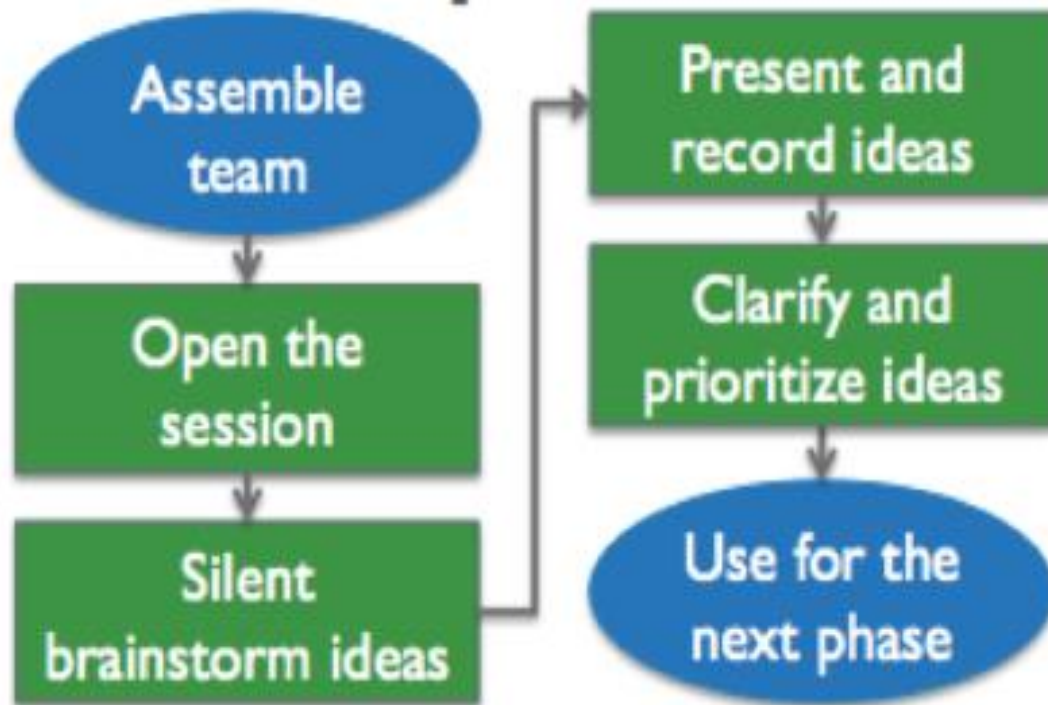 Assemble
team
Open the
session
Silent
brainstorm ideas
Present and
record ideas
Clarify and
prioritize ideas
Use for the
next phase